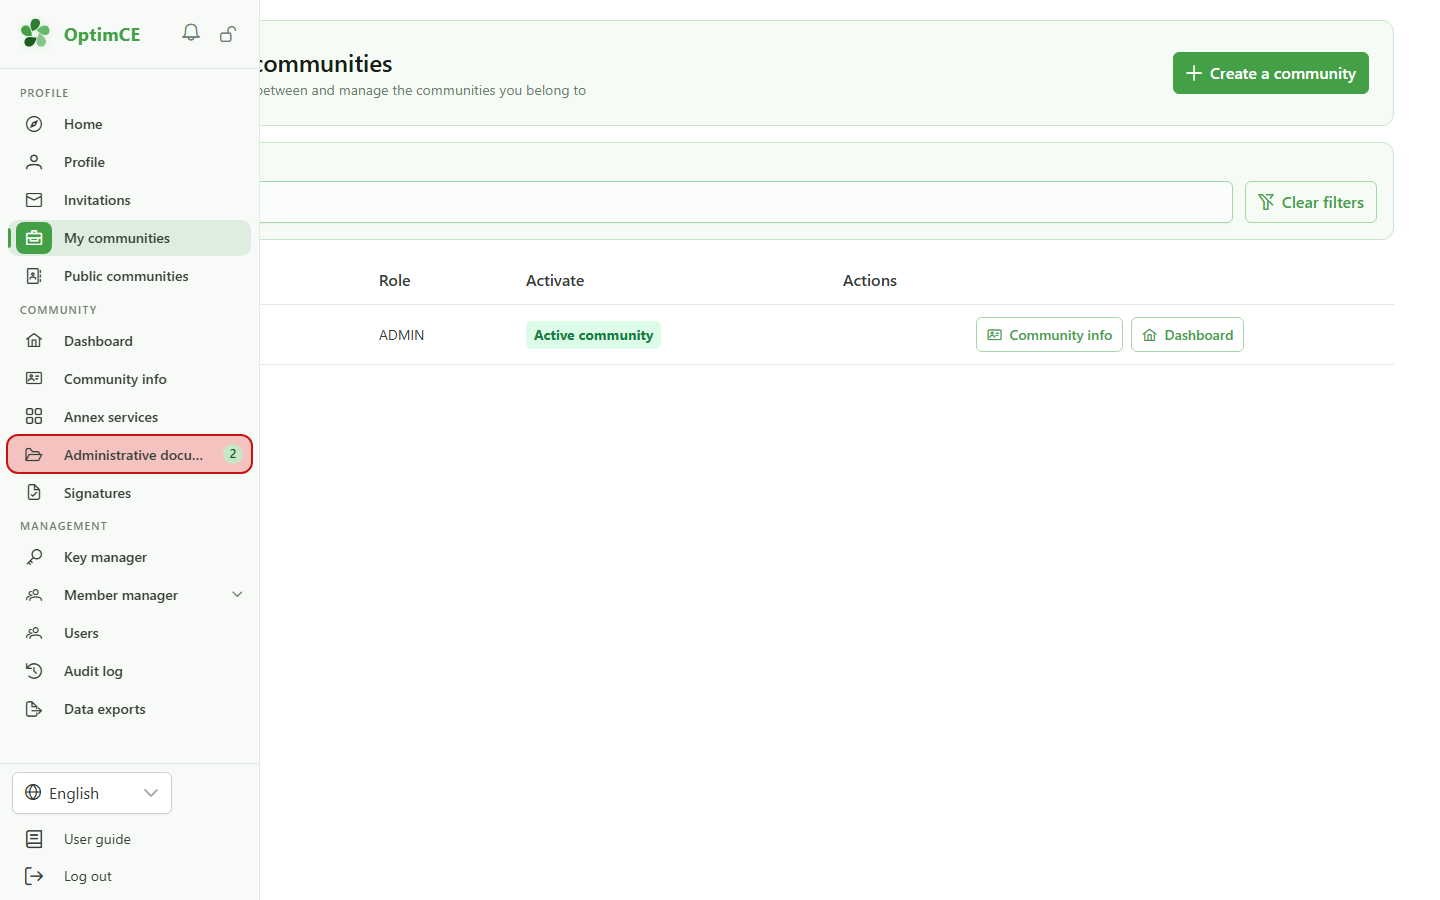 OptimCE
PROFILE
Home
Profile
Invitations
My communities
Public communities
COMMUNITY
Dashboard
Community info
Annex services
Administrative docu... 2
Signatures
MANAGEMENT
Key manager
Member manager
Users
Audit log
Data exports
English
User guide
Log out
communities
between and manage the communities you belong to
Create a community
Clear filters
Role Activate Actions
ADMIN Active community Community info Dashboard